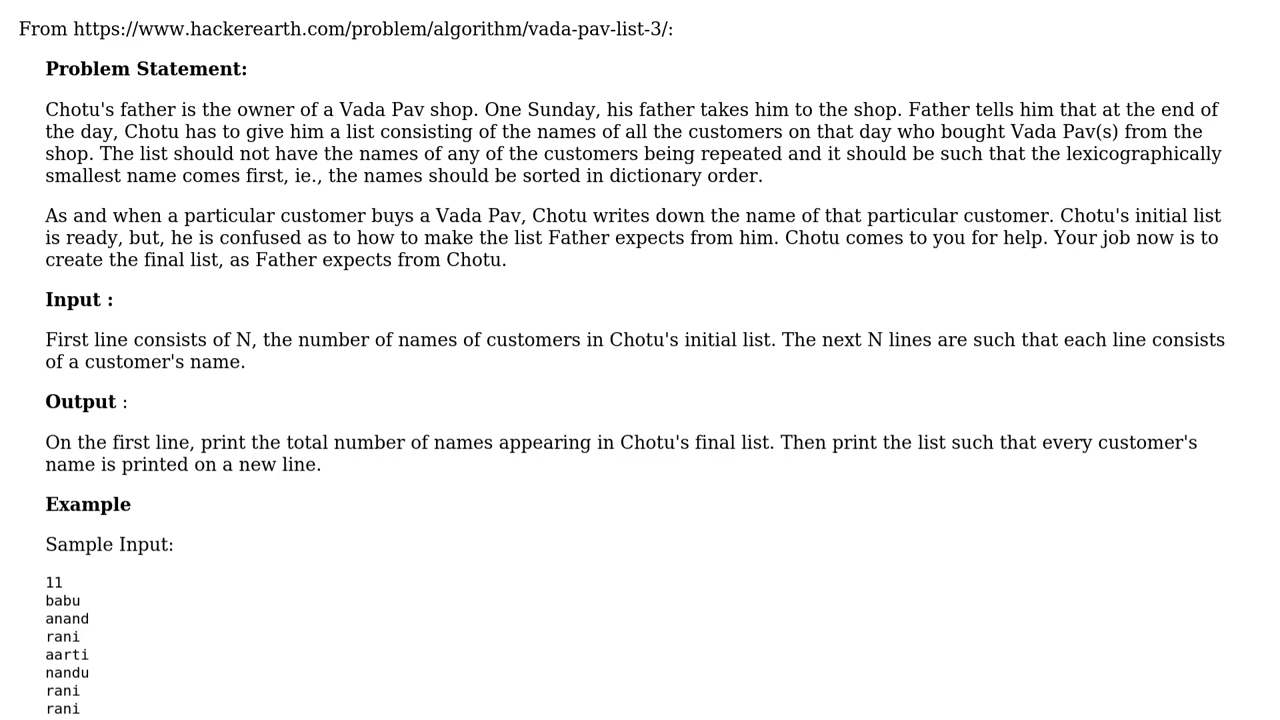 From https://www.hackerearth.com/problem/algorithm/vada-pav-list-3/:
Problem Statement:
Chotu's father is the owner of a Vada Pav shop. One Sunday, his father takes him to the shop. Father tells him that at the end of
the day, Chotu has to give him a list consisting of the names of all the customers on that day who bought Vada Pav(s) from the
shop. The list should not have the names of any of the customers being repeated and it should be such that the lexicographically
smallest name comes first, ie., the names should be sorted in dictionary order.
As and when a particular customer buys a Vada Pav, Chotu writes down the name of that particular customer. Chotu's initial list
is ready, but, he is confused as to how to make the list Father expects from him. Chotu comes to you for help. Your job now is to
create the final list, as Father expects from Chotu.
Input :
First line consists of N, the number of names of customers in Chotu's initial list. The next N lines are such that each line consists
of a customer's name.
Output :
On the first line, print the total number of names appearing in Chotu's final list. Then print the list such that every customer's
name is printed on a new line.
Example
Sample Input:
11
babu
anand
rani
aarti
nandu
rani
rani